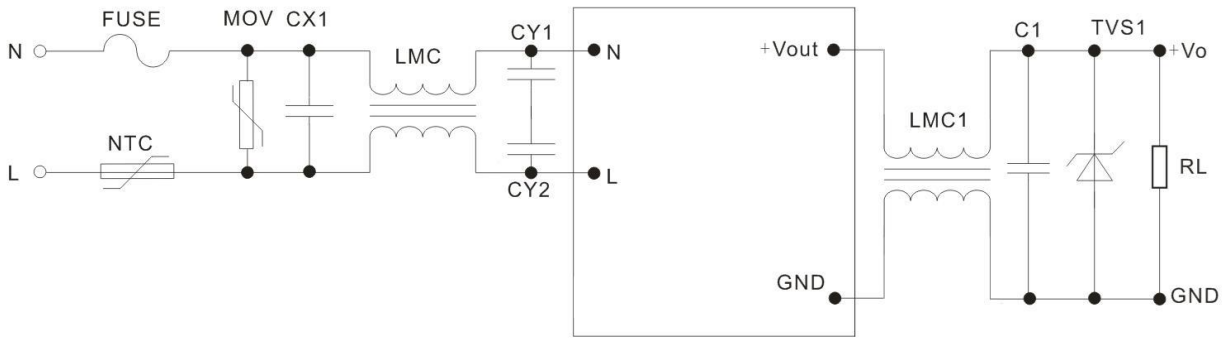 FUSE
MOV
CX1
CY1
C1
TVS1
N
LMC
N
+Vout
+Vo
NTC
LMC1
L
CY2
L
RL
GND
GND